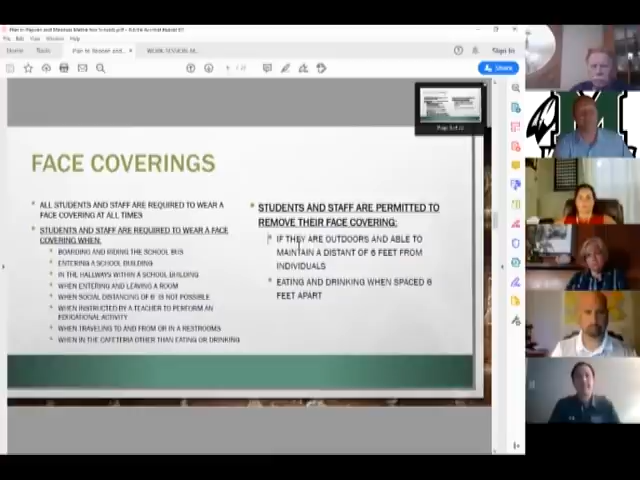 Home Tools
Sign In
Share
FACE COVERINGS
ALL STUDENTS AND STAFF ARE REQUIRED TO WEAR A
FACE COVERING AT ALL TIMES
STUDENTS AND STAFF ARE REQUIRED TO WEAR A FACE
COVERING WHEN:
BOARDING AND RIDING THE SCHOOL BUS
ENTERING A SCHOOL BUILDING
IN THE HALLWAYS WITHIN A SCHOOL BUILDING
WHEN ENTERING AND LEAVING A ROOM
WHEN SOCIAL DISTANCING OF 6' IS NOT POSSIBLE
WHEN INSTRUCTED BY A TEACHER TO PERFORM AN
EDUCATIONAL ACTIVITY
WHEN TRAVELING TO AND FROM OR IN A RESTROOMS
WHEN IN THE CAFETERIA OTHER THAN EATING OR DRINKING
STUDENTS AND STAFF ARE PERMITTED TO
REMOVE THEIR FACE COVERING:
IF THEY ARE OUTDOORS AND ABLE TO
MAINTAIN A DISTANT OF 6 FEET FROM
INDIVIDUALS
EATING AND DRINKING WHEN SPACED 6
FEET APART
M